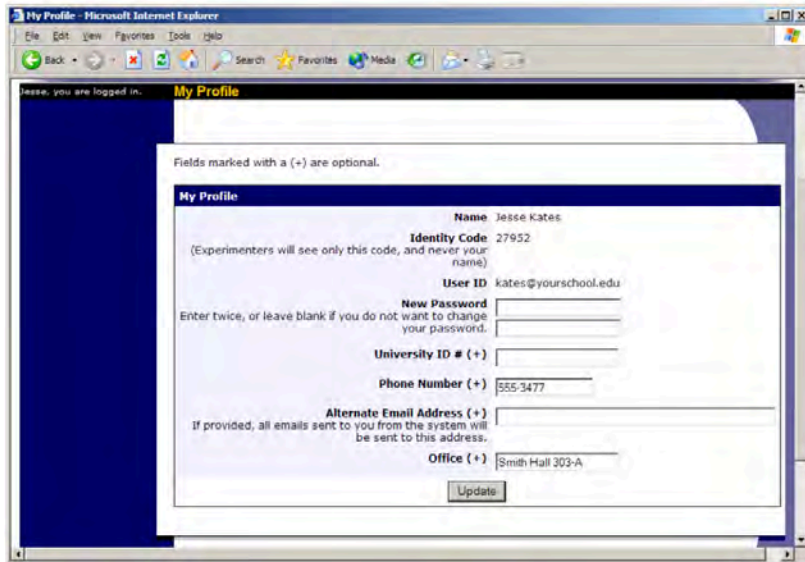 My Profile - Microsoft Internet Explorer
File Edit View Favorites Tools Help
Back Search Favorites Media
Jesse, you are logged in. My Profile
Fields marked with a (+) are optional.
My Profile
Name Jesse Kates
Identity Code 27952
(Experimenters will see only this code, and never your
name)
User ID kates@yourschool.edu
New Password
Enter twice, or leave blank if you do not want to change
your password.
University ID # (+)
Phone Number (+) 555-3477
Alternate Email Address (+)
If provided, all emails sent to you from the system will
be sent to this address.
Office (+) Smith Hall 303-A
Update